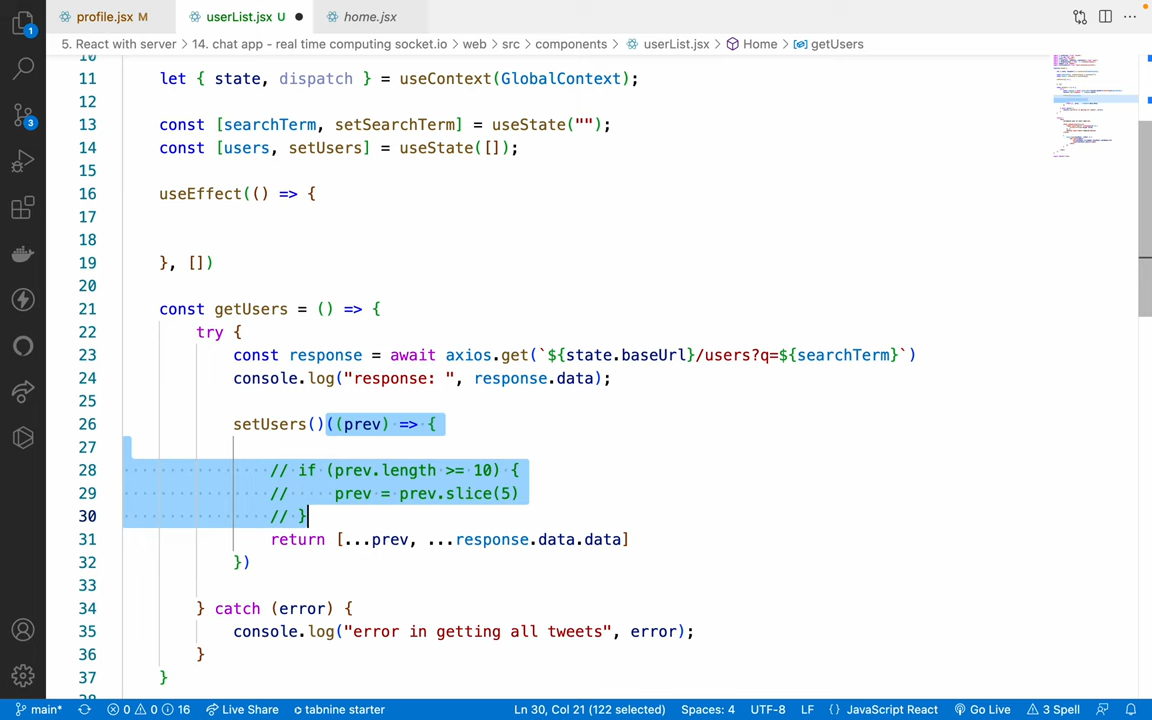 profile.jsx M
userList.jsx U
home.jsx
5. React with server > 14. chat app - real time computing socket.io > web > src > components > userList.jsx > Home > getUsers
1
3
10
11 let { state, dispatch } = useContext(GlobalContext);
12
13 const [searchTerm, setSearchTerm] = useState("");
14 const [users, setUsers] = useState([]);
15
16 useEffect(() => {
17
18
19 }, [])
20
21 const getUsers = () => {
22 try {
23 const response = await axios.get(`${state.baseUrl}/users?q=${searchTerm}`)
24 console.log("response: ", response.data);
25
26 setUsers()((prev) => {
27
28 // if (prev.length >= 10) {
29 //     prev = prev.slice(5)
30 // }
31 return [...prev, ...response.data.data]
32 })
33
34 } catch (error) {
35 console.log("error in getting all tweets", error);
36 }
37 }
38
main* 0 0 16 Live Share tabnine starter Ln 30, Col 21 (122 selected) Spaces: 4 UTF-8 LF {} JavaScript React Go Live 3 Spell